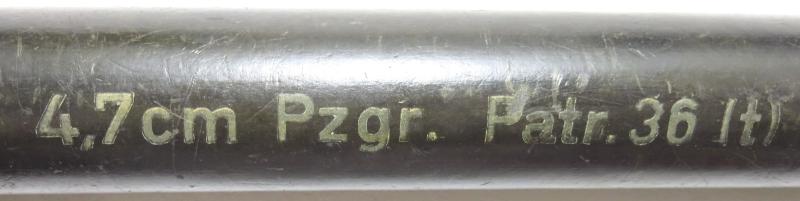 4,7cm Pzgr. Patr. 36 (t)